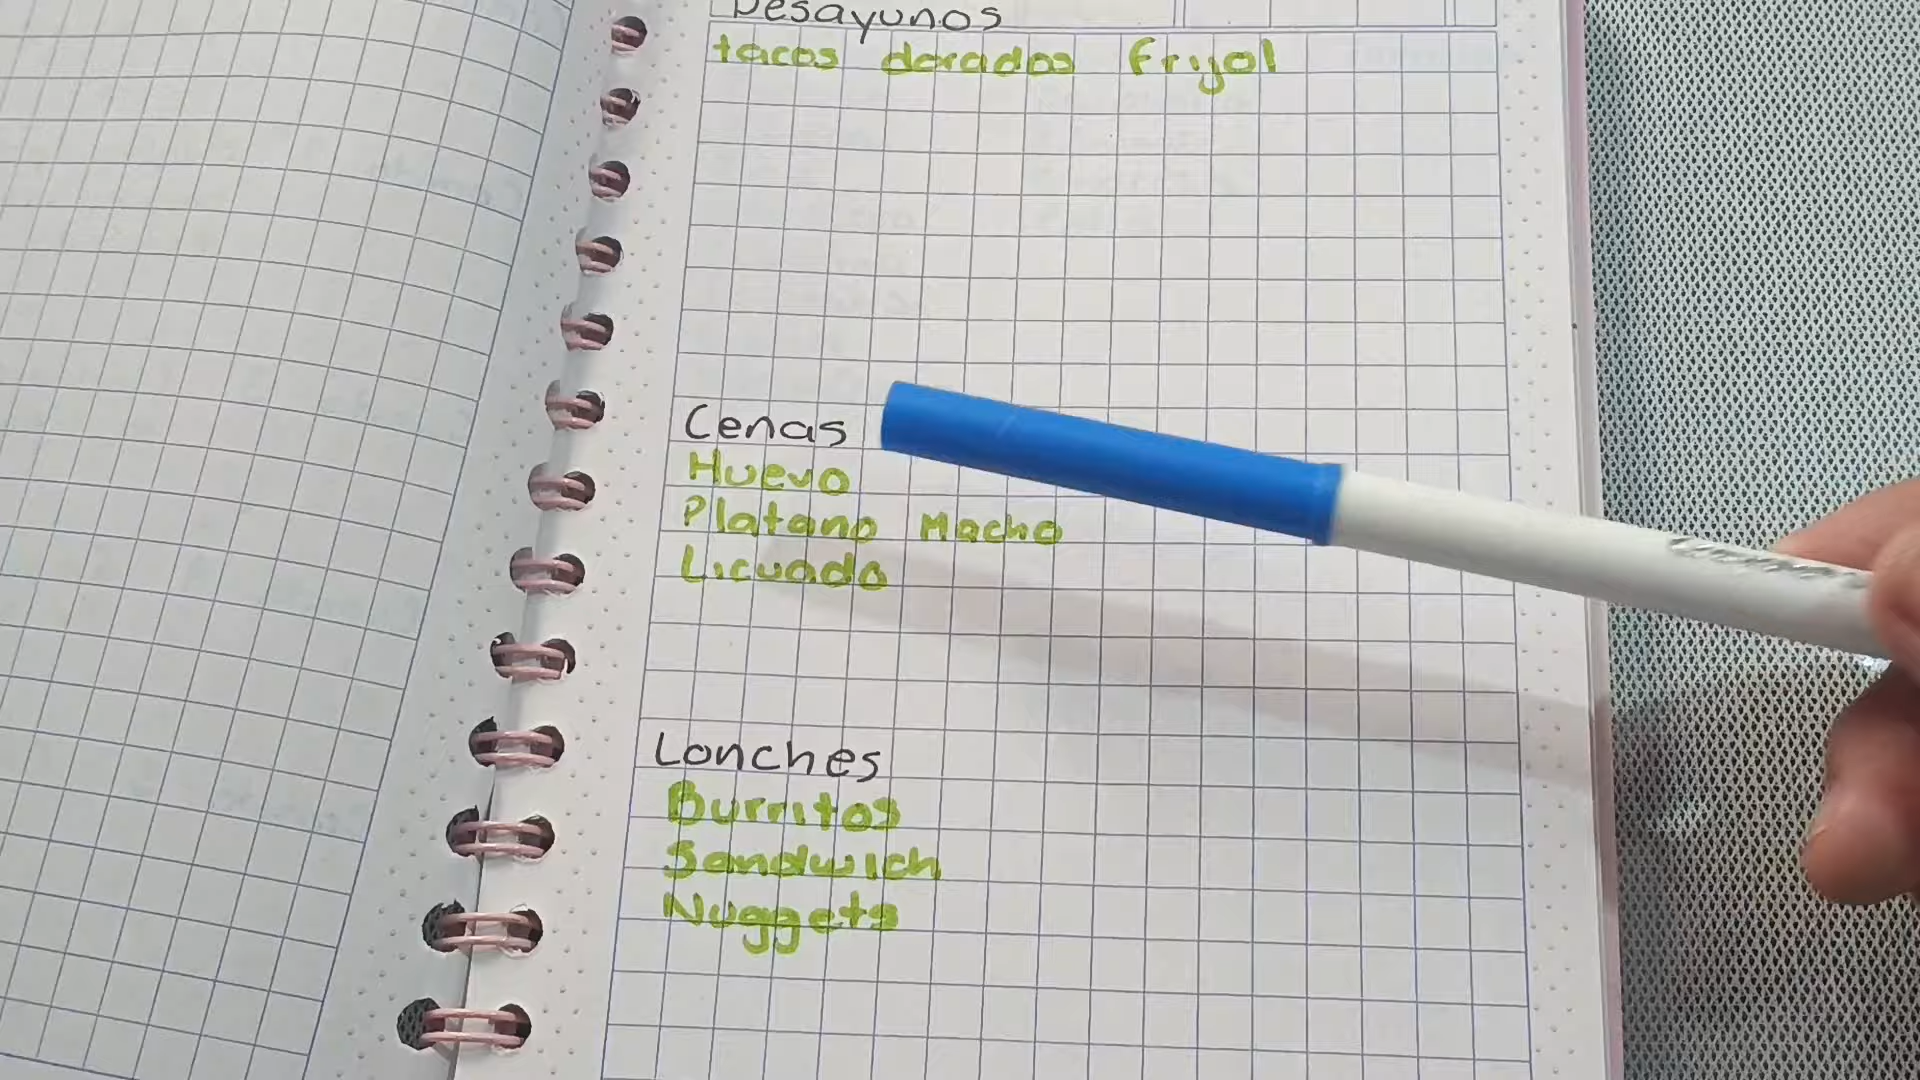 Desayunos
tacos dorados frijol
Cenas
Huevo
Platano Macho
Licuado
Lonches
Burritos
Sandwich
Nuggets